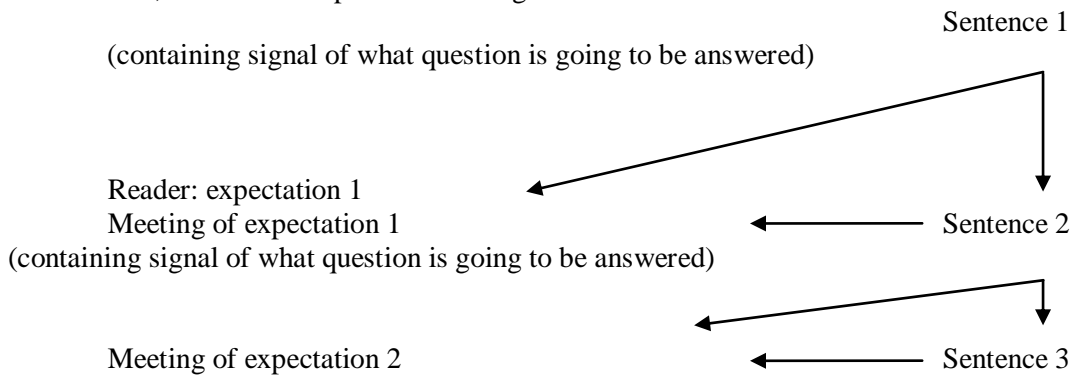 Sentence 1
(containing signal of what question is going to be answered)
Reader: expectation 1
Meeting of expectation 1 Sentence 2
(containing signal of what question is going to be answered)
Meeting of expectation 2 Sentence 3